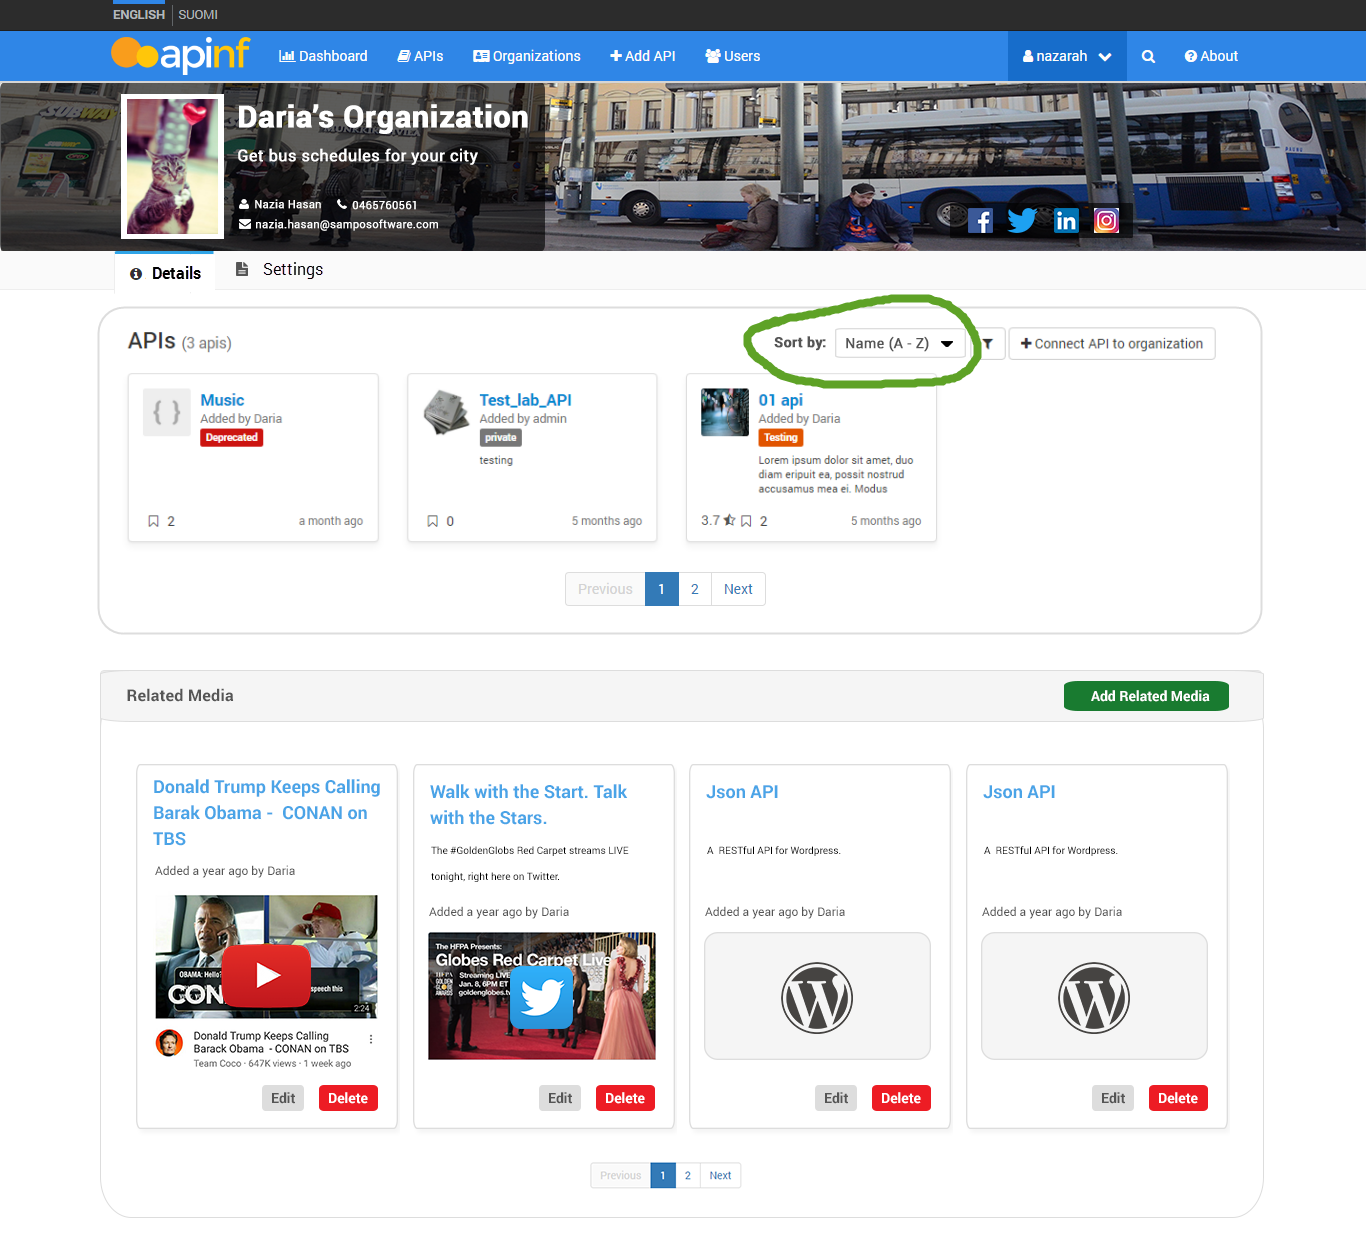 ENGLISH SUOMI
apinf Dashboard APIs Organizations Add API Users nazarah About
SUBWAY
Daria's Organization
Get bus schedules for your city
Nazia Hasan 0465760561
nazia.hasan@samposoftware.com
Details Settings
APIs (3 apis) Sort by: Name (A - Z) Connect API to organization
Music
Added by Daria
Deprecated
2 a month ago
Test_lab_API
Added by admin
private
testing
0 5 months ago
01 api
Added by Daria
Testing
Lorem ipsum dolor sit amet, duo
diam eripuit ea, possit nostrud
accusamus mea ei. Modus
3.7 2 5 months ago
Previous 1 2 Next
Related Media Add Related Media
Donald Trump Keeps Calling
Barak Obama - CONAN on
TBS
Added a year ago by Daria
OBAMA: Hello?
speech this
CON
2:24
Donald Trump Keeps Calling
Barack Obama - CONAN on TBS
Team Coco · 647K views · 1 week ago
Edit Delete
Walk with the Start. Talk
with the Stars.
The #GoldenGlobs Red Carpet streams LIVE
tonight, right here on Twitter.
Added a year ago by Daria
The HFPA Presents:
Globes Red Carpet Live
HFPA
GOLDEN
GLOBE
AWARDS
Streaming LIVE
Jan. 8, 6PM ET
goldenglobes.tv
Edit Delete
Json API
A RESTful API for Wordpress.
Added a year ago by Daria
Edit Delete
Json API
A RESTful API for Wordpress.
Added a year ago by Daria
Edit Delete
Previous 1 2 Next